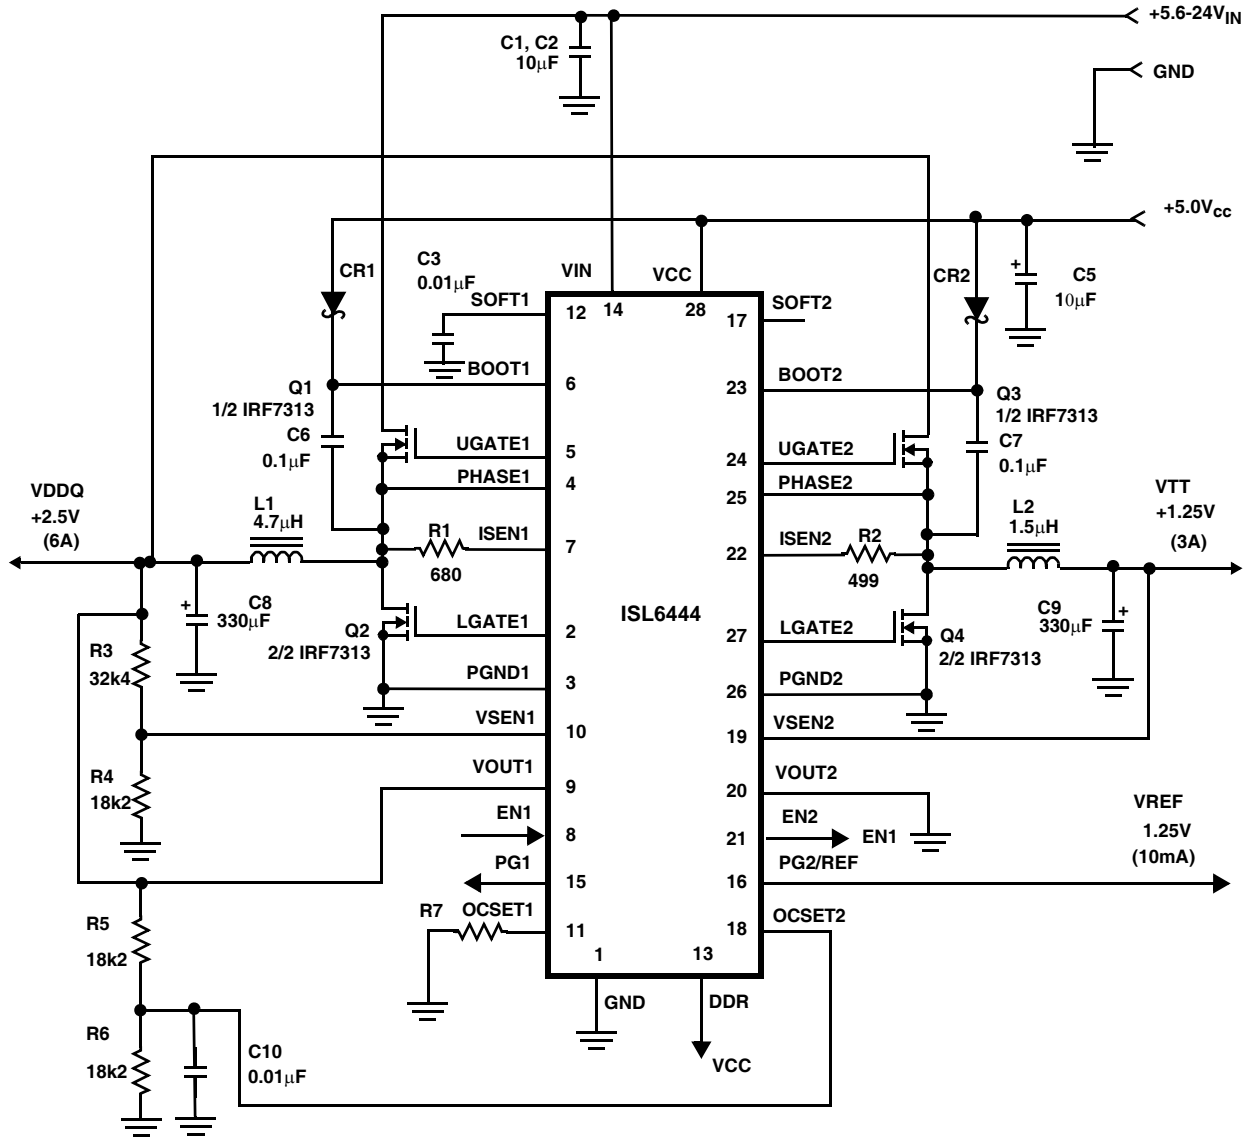 +5.6-24VIN
C1, C2
10μF
GND
+5.0Vcc
CR1
C3
0.01μF
VIN
VCC
CR2
C5
10μF
SOFT1
12
14
28
SOFT2
17
BOOT1
6
BOOT2
23
Q1
1/2 IRF7313
C6
0.1μF
Q3
1/2 IRF7313
C7
0.1μF
UGATE1
5
UGATE2
24
PHASE1
4
PHASE2
25
VDDQ
+2.5V
(6A)
L1
4.7μH
R1
680
ISEN1
7
ISEN2
22
R2
499
L2
1.5μH
VTT
+1.25V
(3A)
+
C8
330μF
ISL6444
C9
330μF
+
+
Q2
2/2 IRF7313
LGATE1
2
LGATE2
27
Q4
2/2 IRF7313
R3
32k4
PGND1
3
PGND2
26
VSEN1
10
VSEN2
19
R4
18k2
VOUT1
9
VOUT2
20
EN1
8
EN2
21
EN1
VREF
1.25V
(10mA)
PG1
15
PG2/REF
16
R7
OCSET1
11
OCSET2
18
R5
18k2
1
13
GND
DDR
VCC
R6
18k2
C10
0.01μF